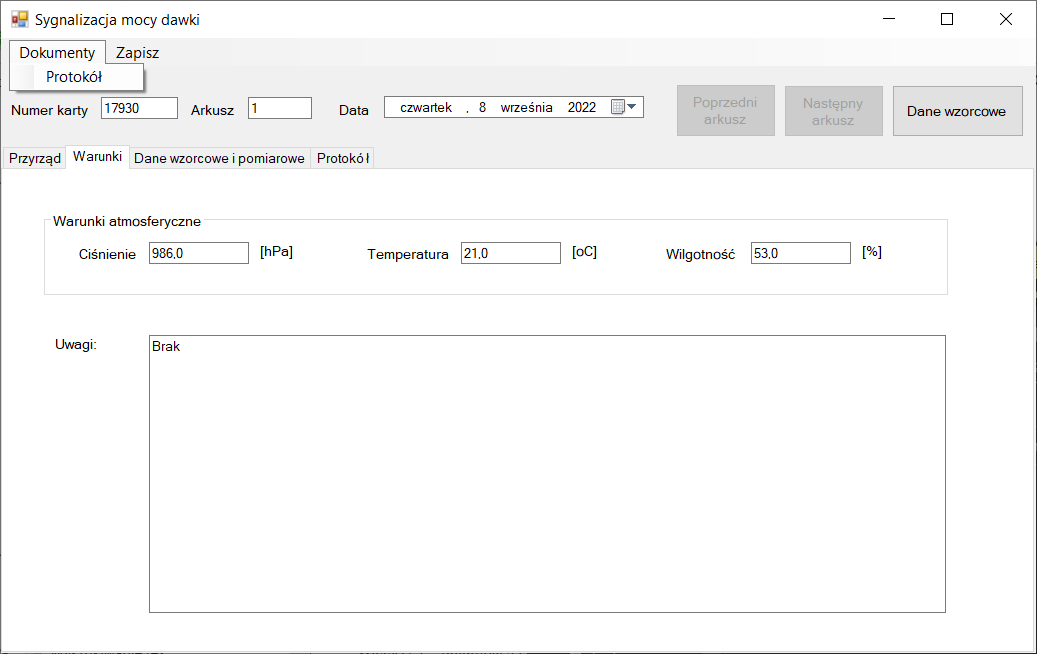 Sygnalizacja mocy dawki
Dokumenty Zapisz
Protokół
Numer karty 17930 Arkusz 1 Data czwartek . 8 września 2022 Poprzedni arkusz Następny arkusz Dane wzorcowe
Przyrząd Warunki Dane wzorcowe i pomiarowe Protokół
Warunki atmosferyczne
Ciśnienie 986,0 [hPa] Temperatura 21,0 [oC] Wilgotność 53,0 [%]
Uwagi: Brak